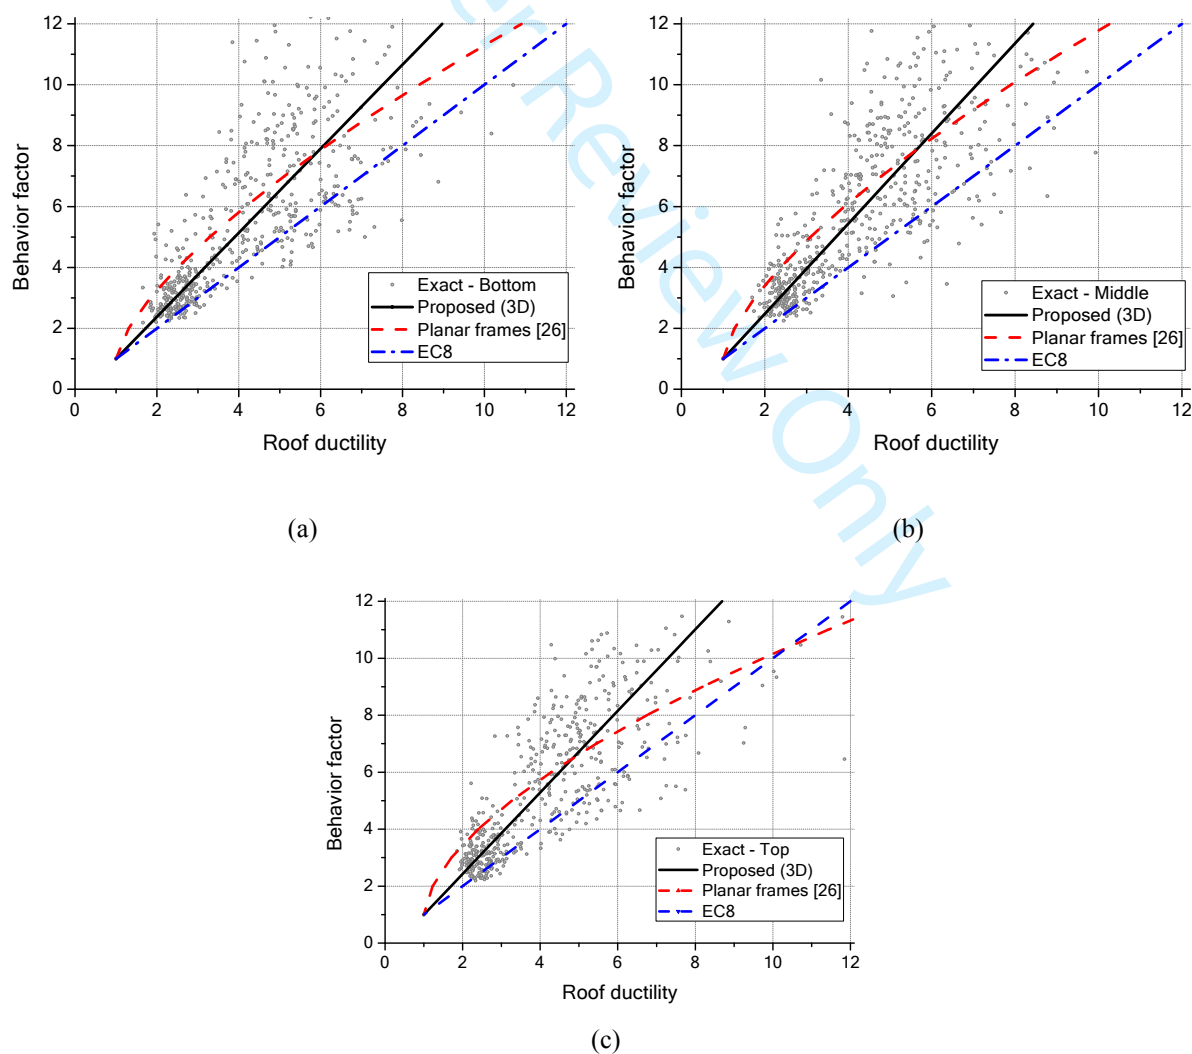 12
10
8
6
4
2
0
Behavior factor
Exact - Bottom
Proposed (3D)
Planar frames [26]
EC8
0 2 4 6 8 10 12
Roof ductility
(a)
12
10
8
6
4
2
0
Behavior factor
Exact - Middle
Proposed (3D)
Planar frames [26]
EC8
0 2 4 6 8 10 12
Roof ductility
(b)
12
10
8
6
4
2
0
Behavior factor
Exact - Top
Proposed (3D)
Planar frames [26]
EC8
0 2 4 6 8 10 12
Roof ductility
(c)
Review Only